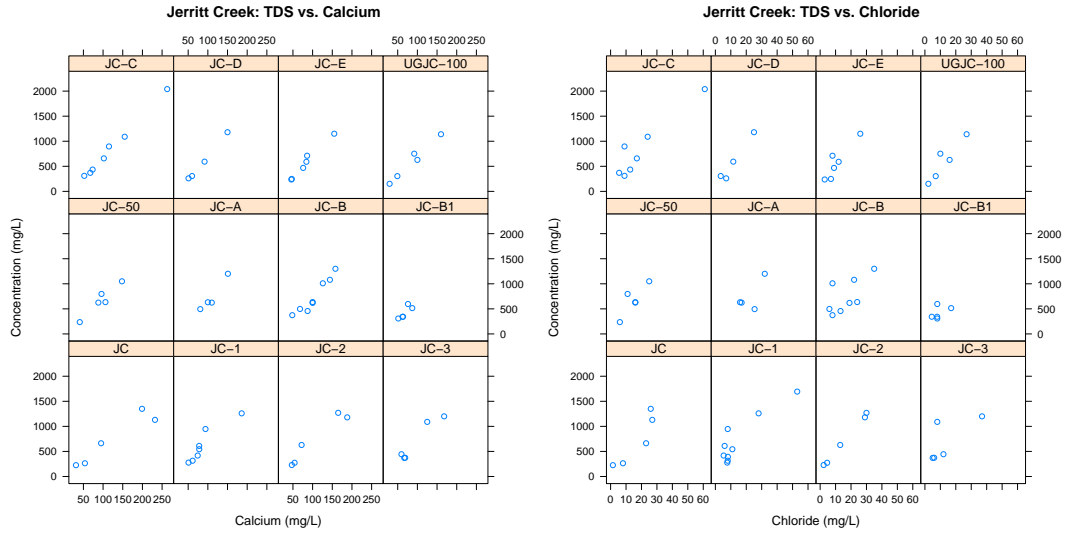 Jerritt Creek: TDS vs. Calcium
50 100 150 200 250 50 100 150 200 250
JC−C JC−D JC−E UGJC−100
2000
1500
1000
500
0
JC−50 JC−A JC−B JC−B1
2000
1500
1000
500
0
JC JC−1 JC−2 JC−3
2000
1500
1000
500
0
50 100 150 200 250 50 100 150 200 250
Concentration (mg/L)
Calcium (mg/L)
Jerritt Creek: TDS vs. Chloride
0 10 20 30 40 50 60 0 10 20 30 40 50 60
JC−C JC−D JC−E UGJC−100
2000
1500
1000
500
0
JC−50 JC−A JC−B JC−B1
2000
1500
1000
500
0
JC JC−1 JC−2 JC−3
2000
1500
1000
500
0
0 10 20 30 40 50 60 0 10 20 30 40 50 60
Concentration (mg/L)
Chloride (mg/L)